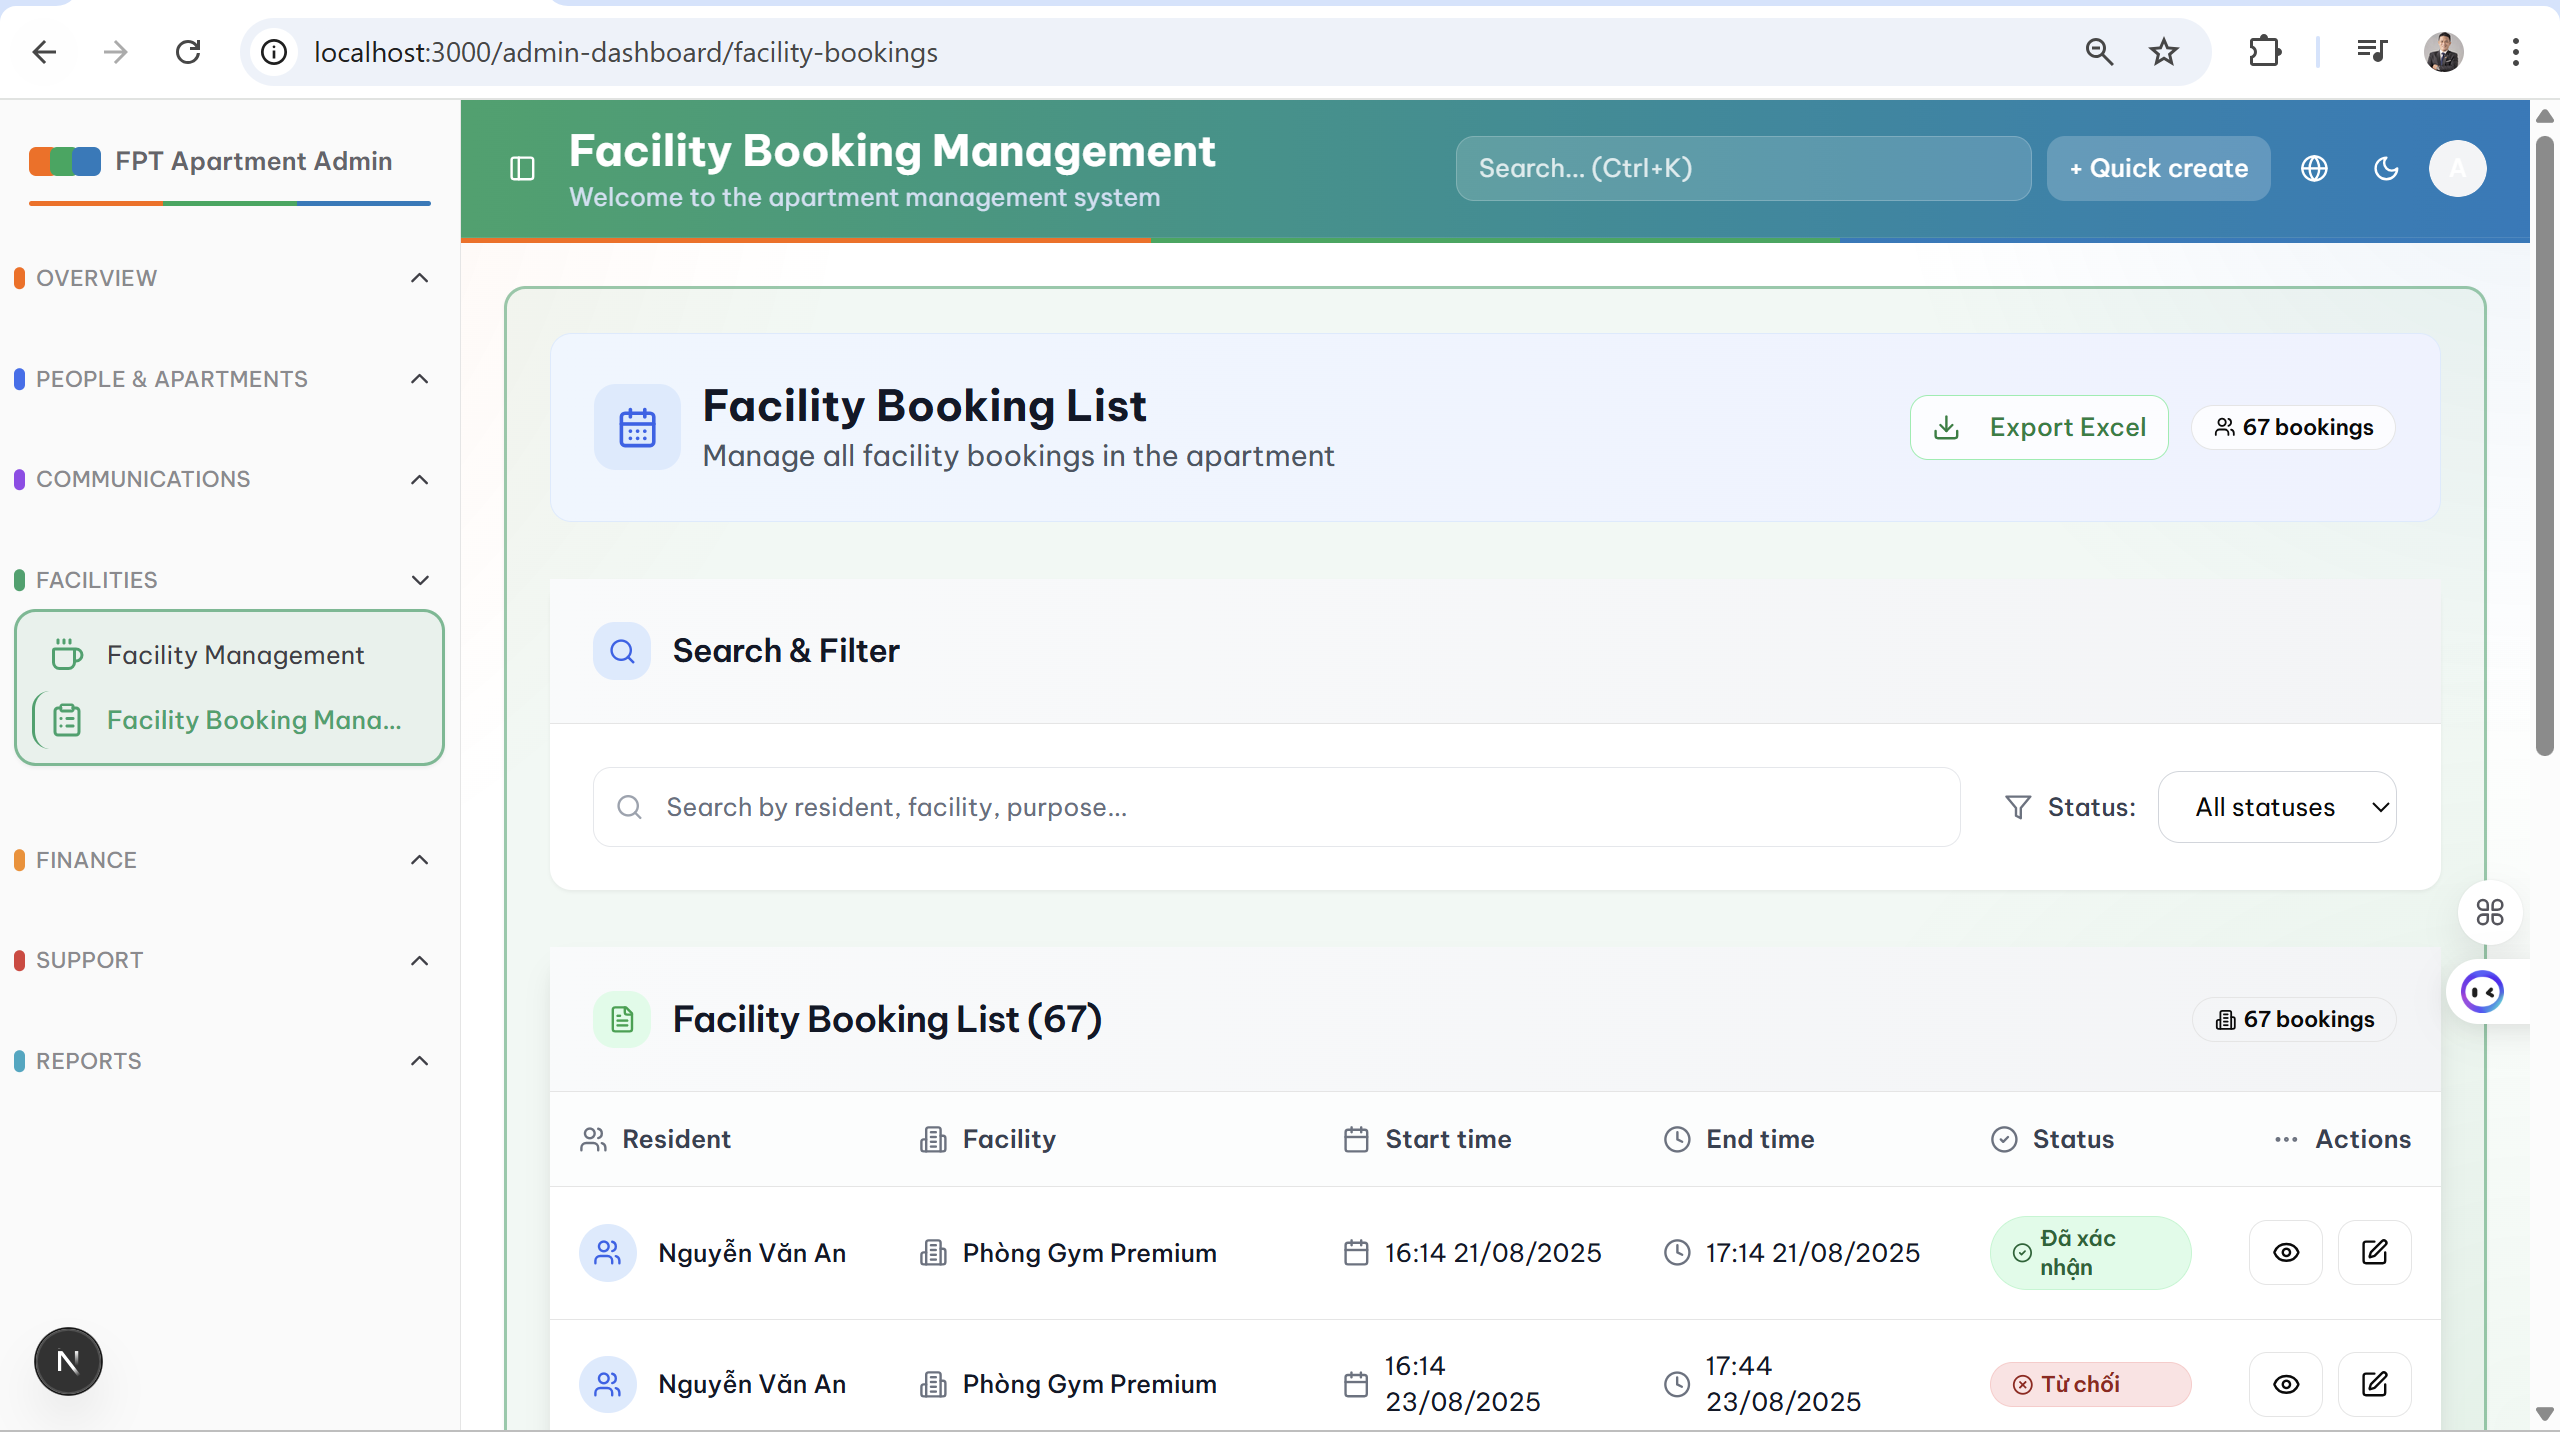 localhost:3000/admin-dashboard/facility-bookings
FPT Apartment Admin
OVERVIEW
PEOPLE & APARTMENTS
COMMUNICATIONS
FACILITIES
Facility Management
Facility Booking Mana...
FINANCE
SUPPORT
REPORTS
N
Facility Booking Management
Welcome to the apartment management system
Search... (Ctrl+K)
+ Quick create
A
Facility Booking List
Manage all facility bookings in the apartment
Export Excel
67 bookings
Search & Filter
Search by resident, facility, purpose...
Status:
All statuses
Facility Booking List (67)
67 bookings
Resident Facility Start time End time Status ... Actions
Nguyễn Văn An Phòng Gym Premium 16:14 21/08/2025 17:14 21/08/2025
Đã xác
nhận
Nguyễn Văn An Phòng Gym Premium
16:14
23/08/2025
17:44
23/08/2025
Từ chối